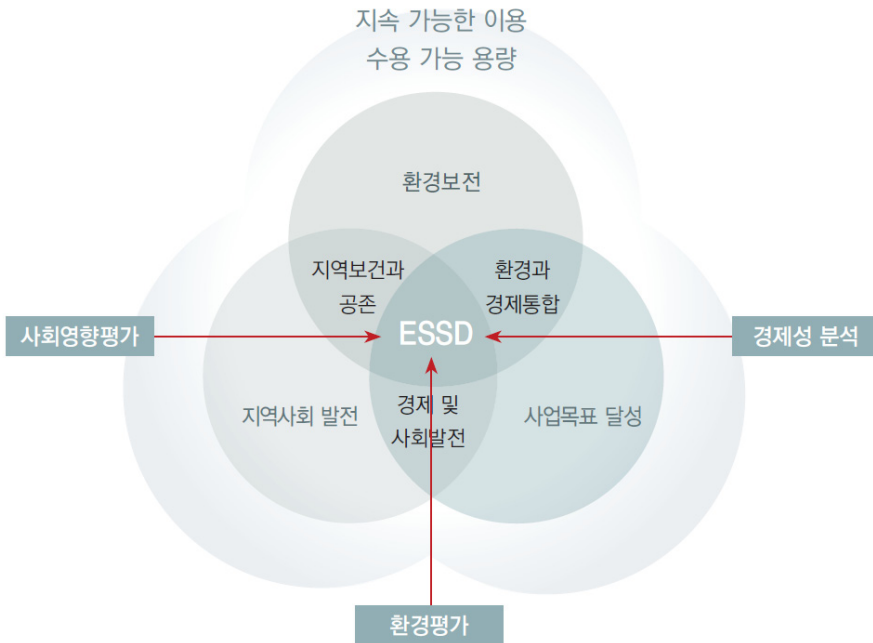 지속 가능한 이용
수용 가능 용량
환경보전
지역보건과
공존
환경과
경제통합
ESSD
사회영향평가
경제성 분석
지역사회 발전
경제 및
사회발전
사업목표 달성
환경평가